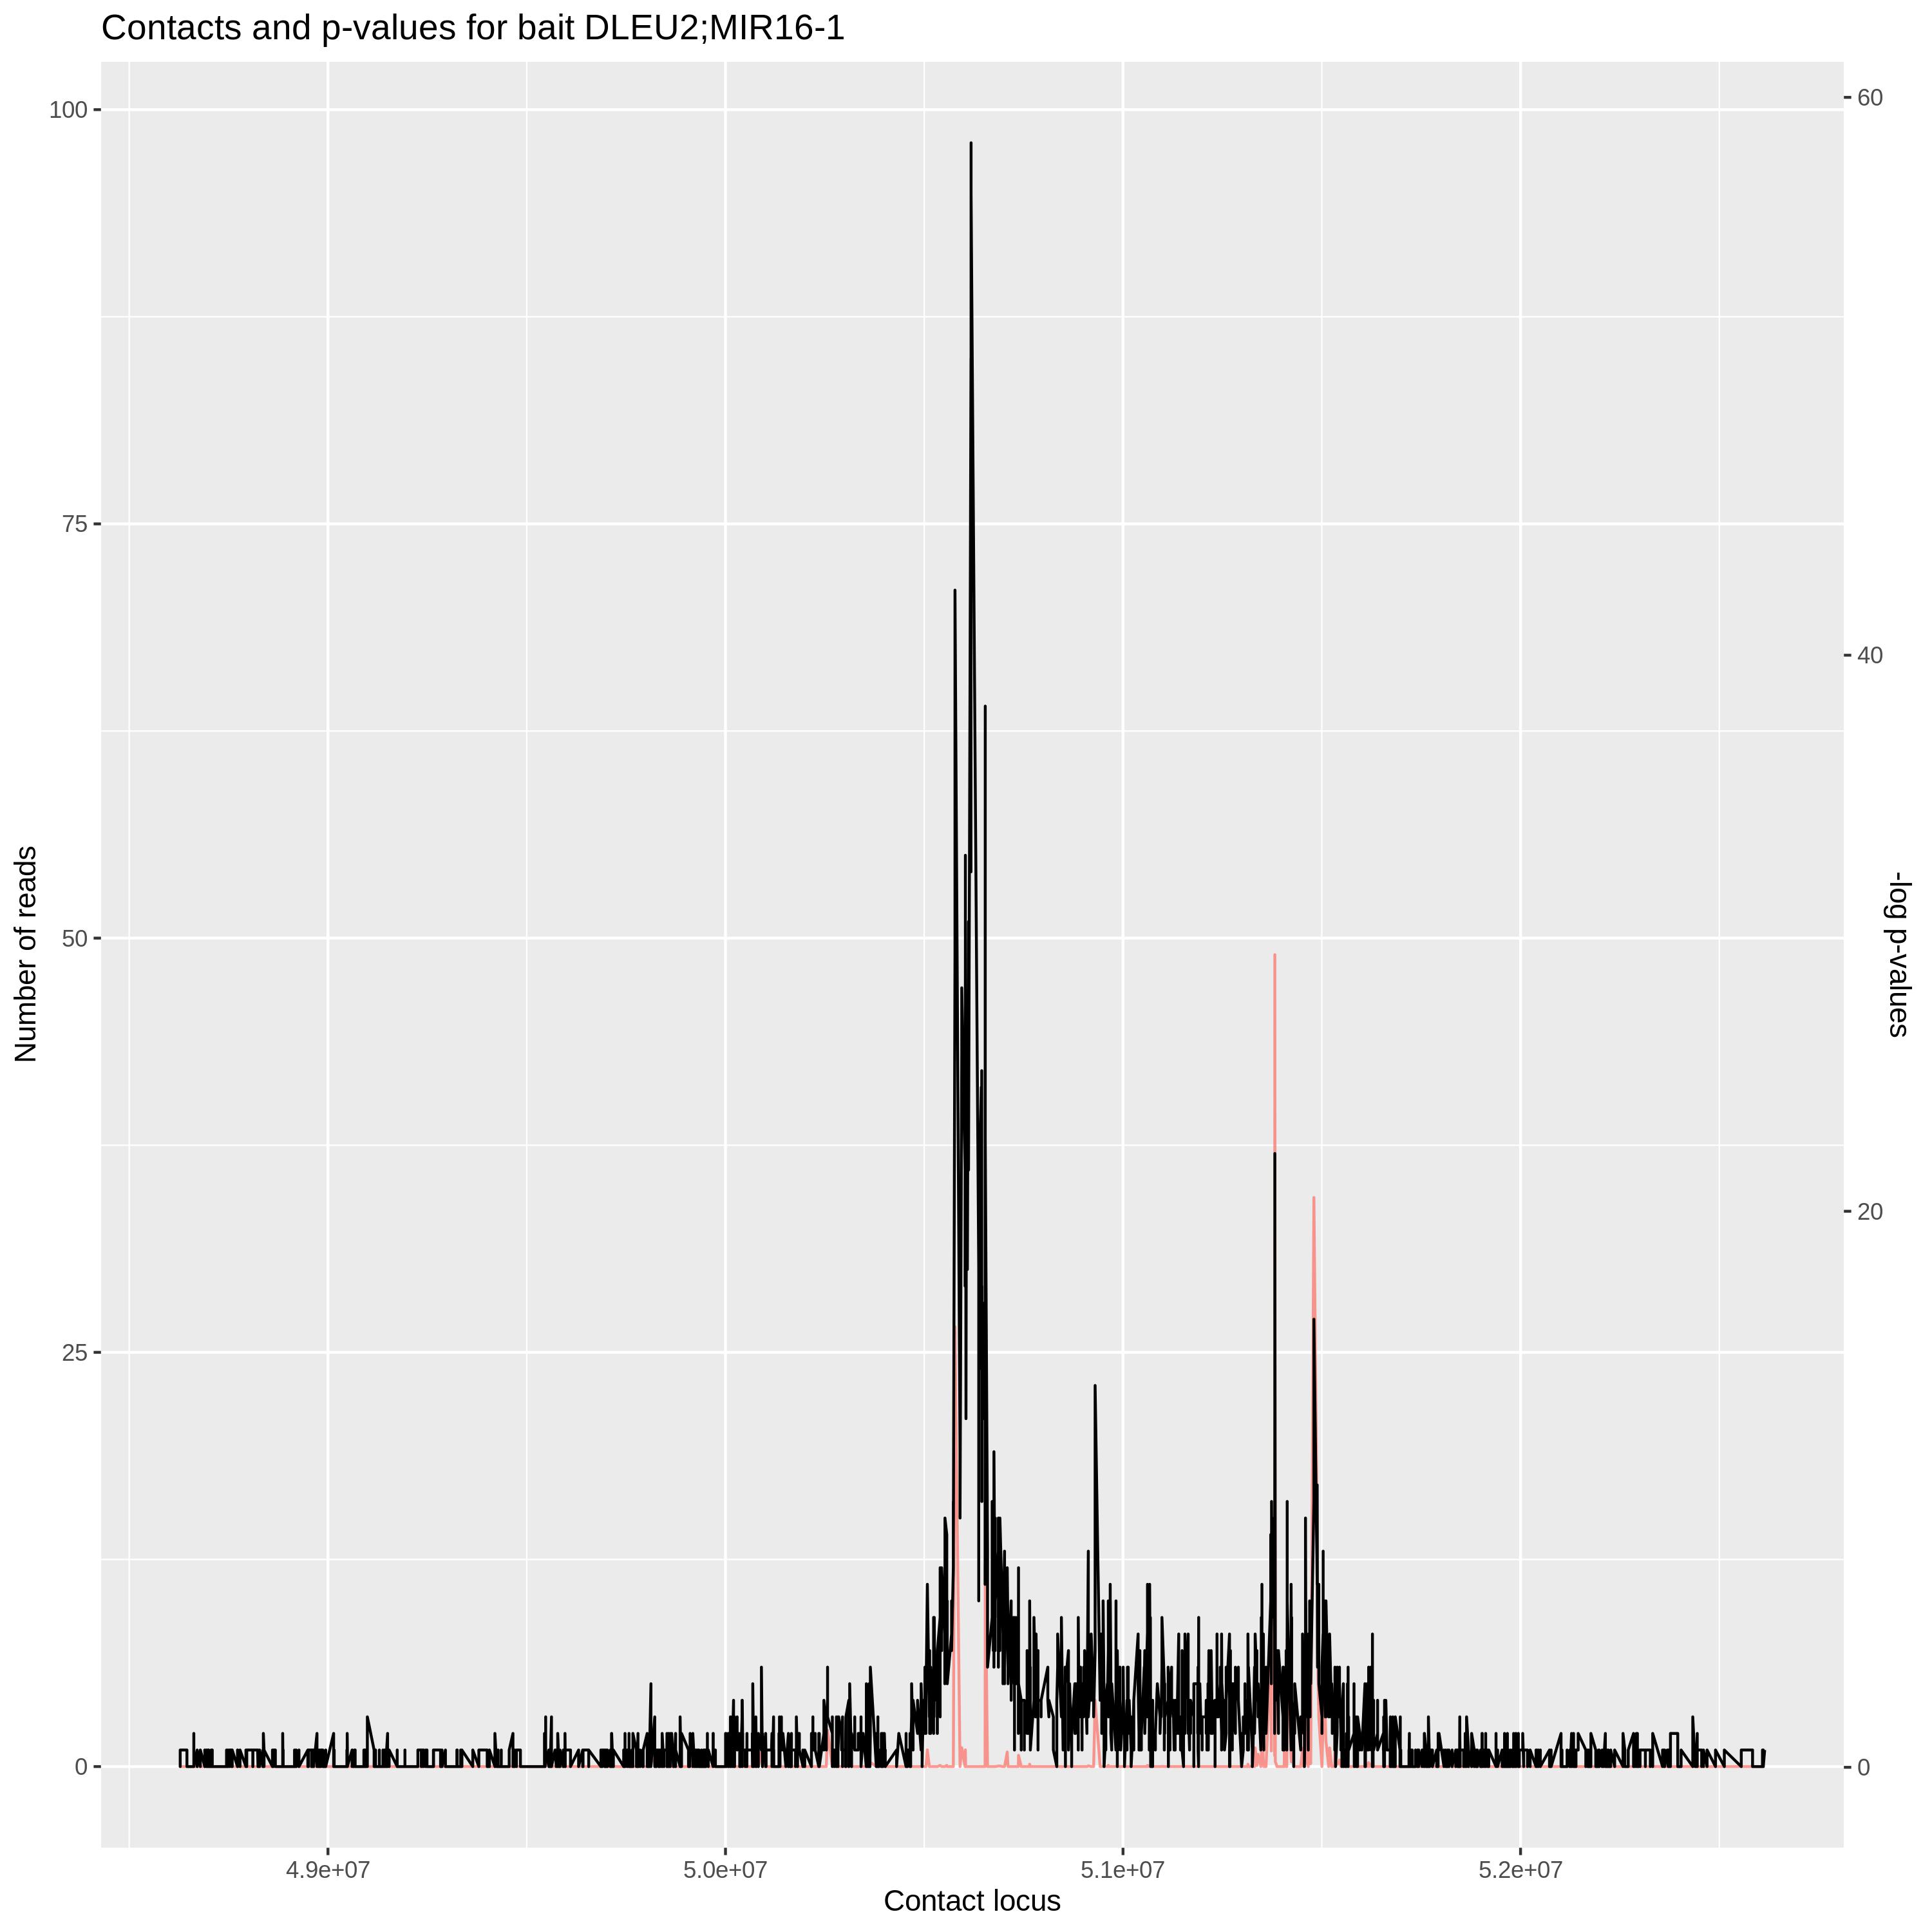 Contacts and p-values for bait DLEU2;MIR16-1
100
75
50
25
0
Number of reads
60
40
20
0
-log p-values
4.9e+07
5.0e+07
5.1e+07
5.2e+07
Contact locus